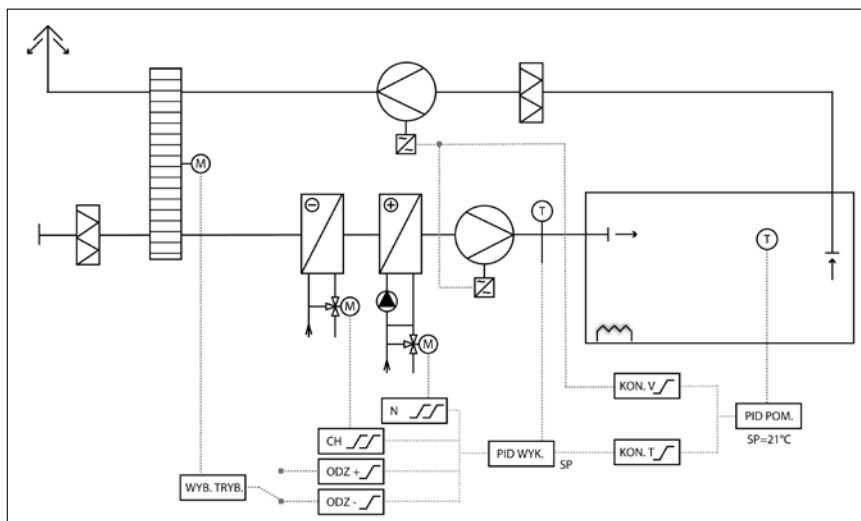 M
T
T
M
M
KON. V
N
PID POM.
SP=21°C
CH
PID WYK.
SP
KON. T
ODZ +
WYB. TRYB.
ODZ -